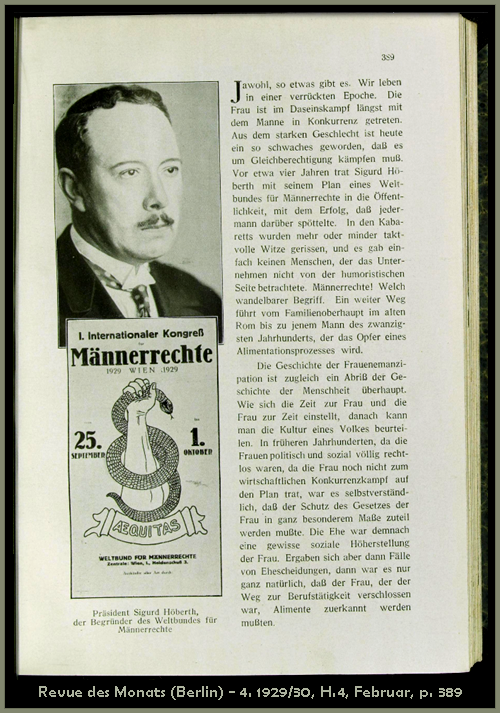 389
Jawohl, so etwas gibt es. Wir leben
in einer verrückten Epoche. Die
Frau ist im Daseinskampf längst mit
dem Manne in Konkurrenz getreten.
Aus dem starken Geschlecht ist heute
ein so schwaches geworden, daß es
um Gleichberechtigung kämpfen muß.
Vor etwa vier Jahren trat Sigurd Hö-
berth mit seinem Plan eines Welt-
bundes für Männerrechte in die Öffent-
lichkeit, mit dem Erfolg, daß jeder-
mann darüber spöttelte. In den Kaba-
retts wurden mehr oder minder takt-
volle Witze gerissen, und es gab ein-
fach keinen Menschen, der das Unter-
nehmen nicht von der humoristischen
Seite betrachtete. Männerrechte! Welch
wandelbarer Begriff. Ein weiter Weg
führt vom Familienoberhaupt im alten
Rom bis zu jenem Mann des zwanzig-
sten Jahrhunderts, der das Opfer eines
Alimentationsprozesses wird.
Die Geschichte der Frauenemanzi-
pation ist zugleich ein Abriß der Ge-
schichte der Menschheit überhaupt.
Wie sich die Zeit zur Frau und die
Frau zur Zeit einstellt, danach kann
man die Kultur eines Volkes beurtei-
len. In früheren Jahrhunderten, da die
Frauen politisch und sozial völlig recht-
los waren, da die Frau noch nicht zum
wirtschaftlichen Konkurrenzkampf auf
den Plan trat, war es selbstverständ-
lich, daß der Schutz des Gesetzes der
Frau in ganz besonderem Maße zuteil
werden mußte. Die Ehe war demnach
eine gewisse soziale Höherstellung
der Frau. Ergaben sich aber dann Fälle
von Ehescheidungen, dann war es nur
ganz natürlich, daß der Frau, der der
Weg zur Berufstätigkeit verschlossen
war, Alimente zuerkannt werden
mußten.
I. Internationaler Kongreß
für
Männerrechte
1929 WIEN 1929
25.
SEPTEMBER
1.
OKTOBER
ÆQUITAS
WELTBUND FÜR MÄNNERRECHTE
Zentrale: Wien, I.,
Präsident Sigurd Höberth,
der Begründer des Weltbundes für
Männerrechte
Revue des Monats (Berlin) - 4. 1929/30, H.4, Februar, p. 389